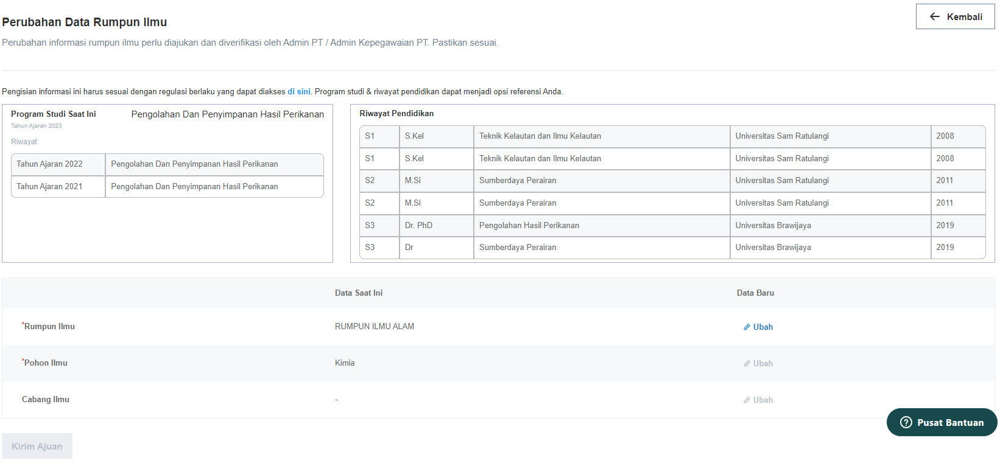 Perubahan Data Rumpun Ilmu
Kembali
Perubahan informasi rumpun ilmu perlu diajukan dan diverifikasi oleh Admin PT / Admin Kepegawaian PT. Pastikan sesuai.
Pengisian informasi ini harus sesuai dengan regulasi berlaku yang dapat diakses di sini. Program studi & riwayat pendidikan dapat menjadi opsi referensi Anda.
Program Studi Saat Ini Pengolahan Dan Penyimpanan Hasil Perikanan
Tahun Ajaran 2023
Riwayat
Tahun Ajaran 2022 Pengolahan Dan Penyimpanan Hasil Perikanan
Tahun Ajaran 2021 Pengolahan Dan Penyimpanan Hasil Perikanan
Riwayat Pendidikan
S1 S.Kel Teknik Kelautan dan Ilmu Kelautan Universitas Sam Ratulangi 2008
S1 S.Kel Teknik Kelautan dan Ilmu Kelautan Universitas Sam Ratulangi 2008
S2 M.Si Sumberdaya Perairan Universitas Sam Ratulangi 2011
S2 M.Si Sumberdaya Perairan Universitas Sam Ratulangi 2011
S3 Dr. PhD Pengolahan Hasil Perikanan Universitas Brawijaya 2019
S3 Dr Sumberdaya Perairan Universitas Brawijaya 2019
Data Saat Ini Data Baru
*Rumpun Ilmu RUMPUN ILMU ALAM Ubah
*Pohon Ilmu Kimia Ubah
Cabang Ilmu - Ubah
Pusat Bantuan
Kirim Ajuan